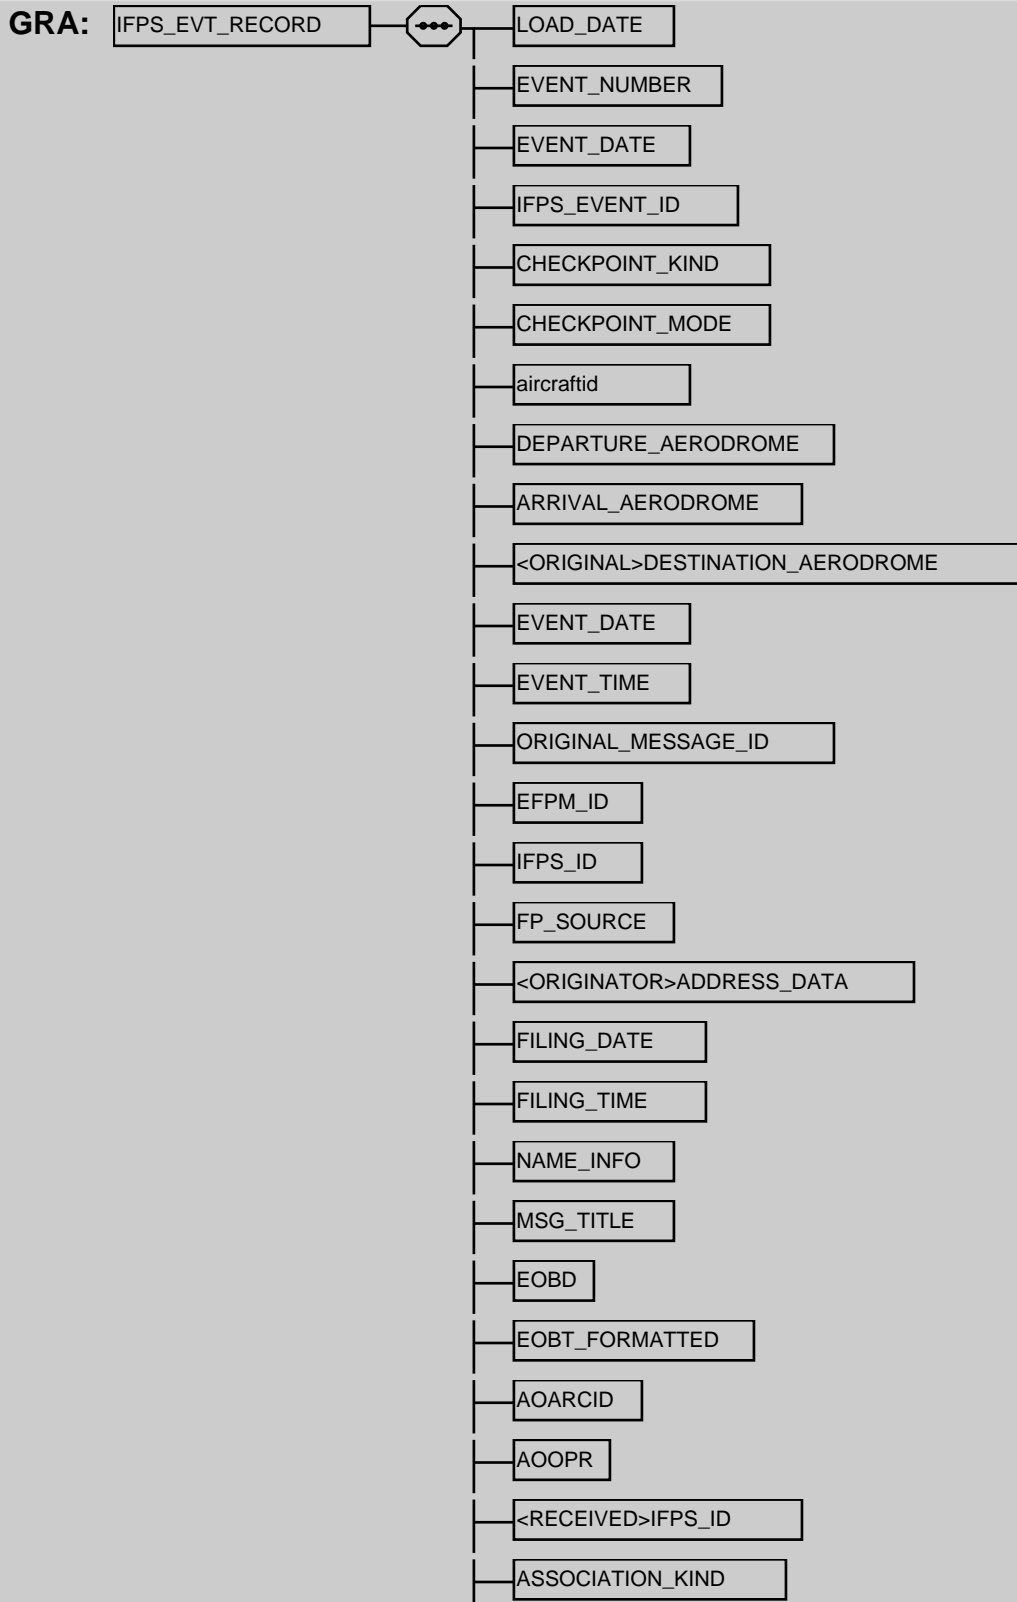 GRA: IFPS_EVT_RECORD LOAD_DATE
EVENT_NUMBER
EVENT_DATE
IFPS_EVENT_ID
CHECKPOINT_KIND
CHECKPOINT_MODE
aircraftid
DEPARTURE_AERODROME
ARRIVAL_AERODROME
<ORIGINAL>DESTINATION_AERODROME
EVENT_DATE
EVENT_TIME
ORIGINAL_MESSAGE_ID
EFPM_ID
IFPS_ID
FP_SOURCE
<ORIGINATOR>ADDRESS_DATA
FILING_DATE
FILING_TIME
NAME_INFO
MSG_TITLE
EOBD
EOBT_FORMATTED
AOARCID
AOOPR
<RECEIVED>IFPS_ID
ASSOCIATION_KIND